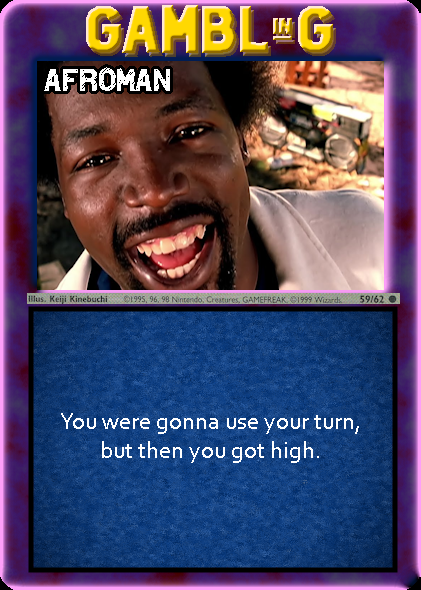 GAMBLING
AFROMAN
Illus. Keiji Kinebuchi ©1995, 96, 98 Nintendo, Creatures, GAMEFREAK. ©1999 Wizards. 59/62
You were gonna use your turn,
but then you got high.